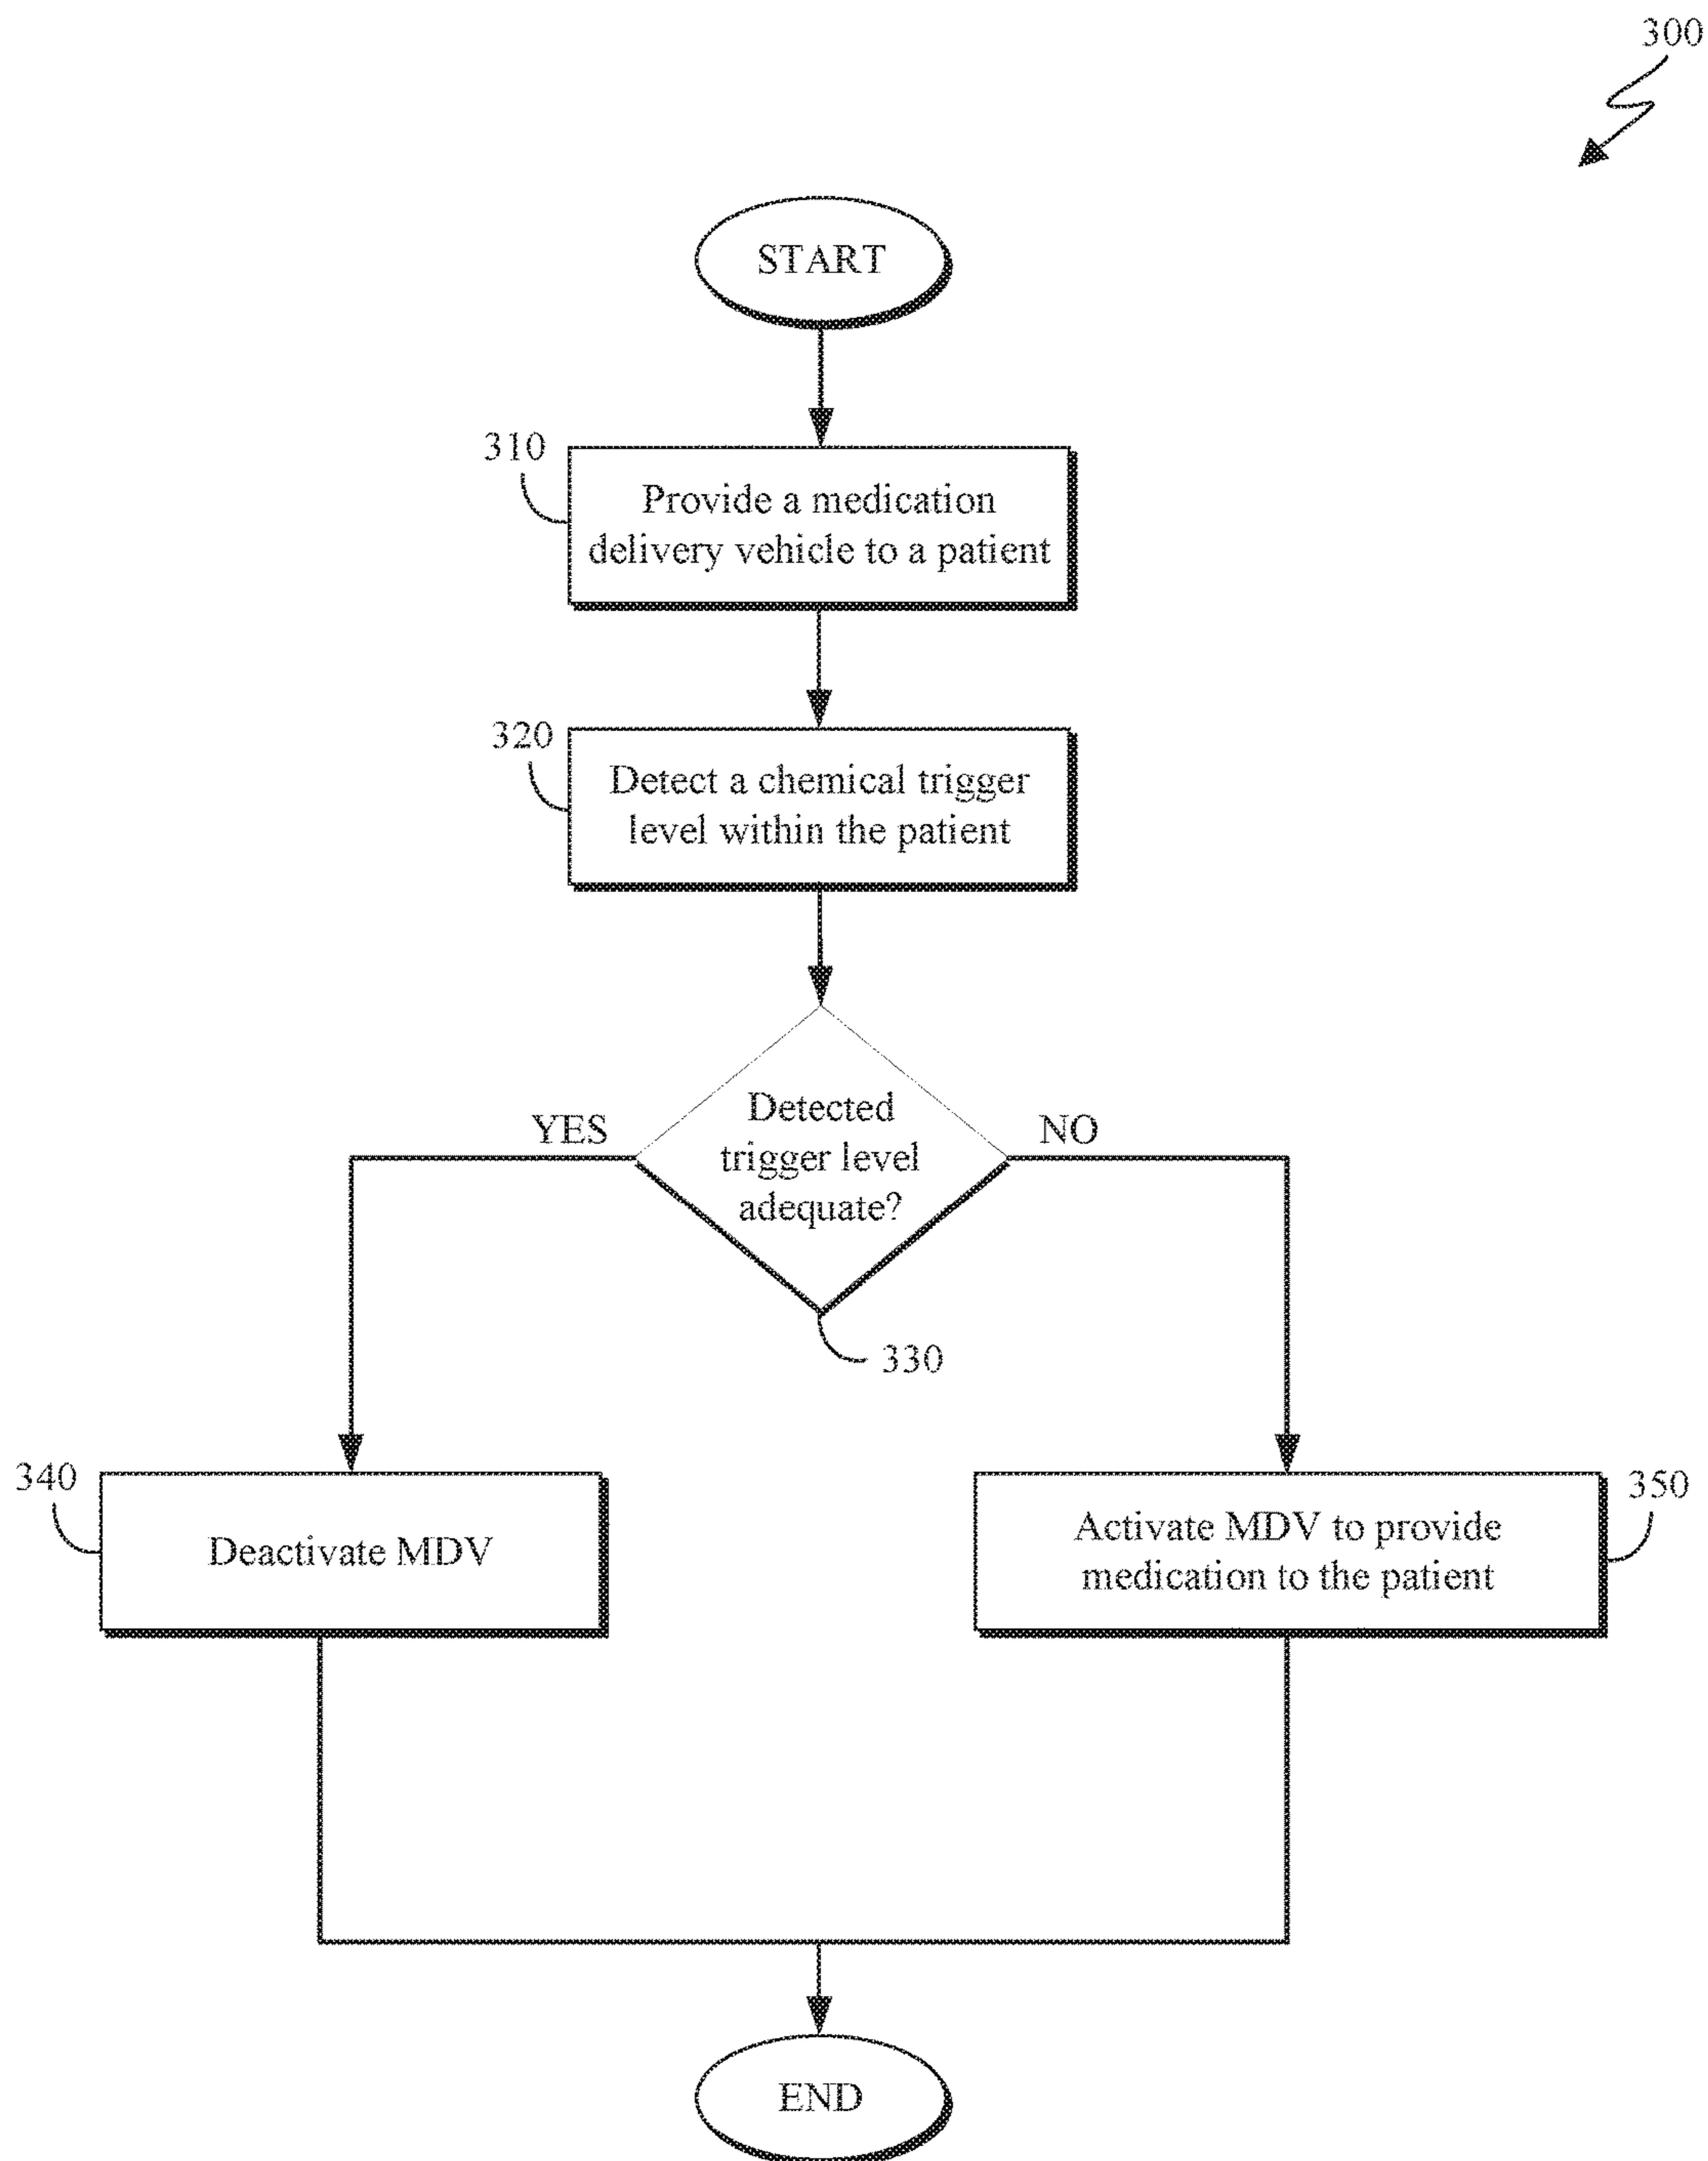 300
START
310
Provide a medication
delivery vehicle to a patient
320
Detect a chemical trigger
level within the patient
Detected
trigger level
adequate?
YES
NO
330
340
Deactivate MDV
350
Activate MDV to provide
medication to the patient
END